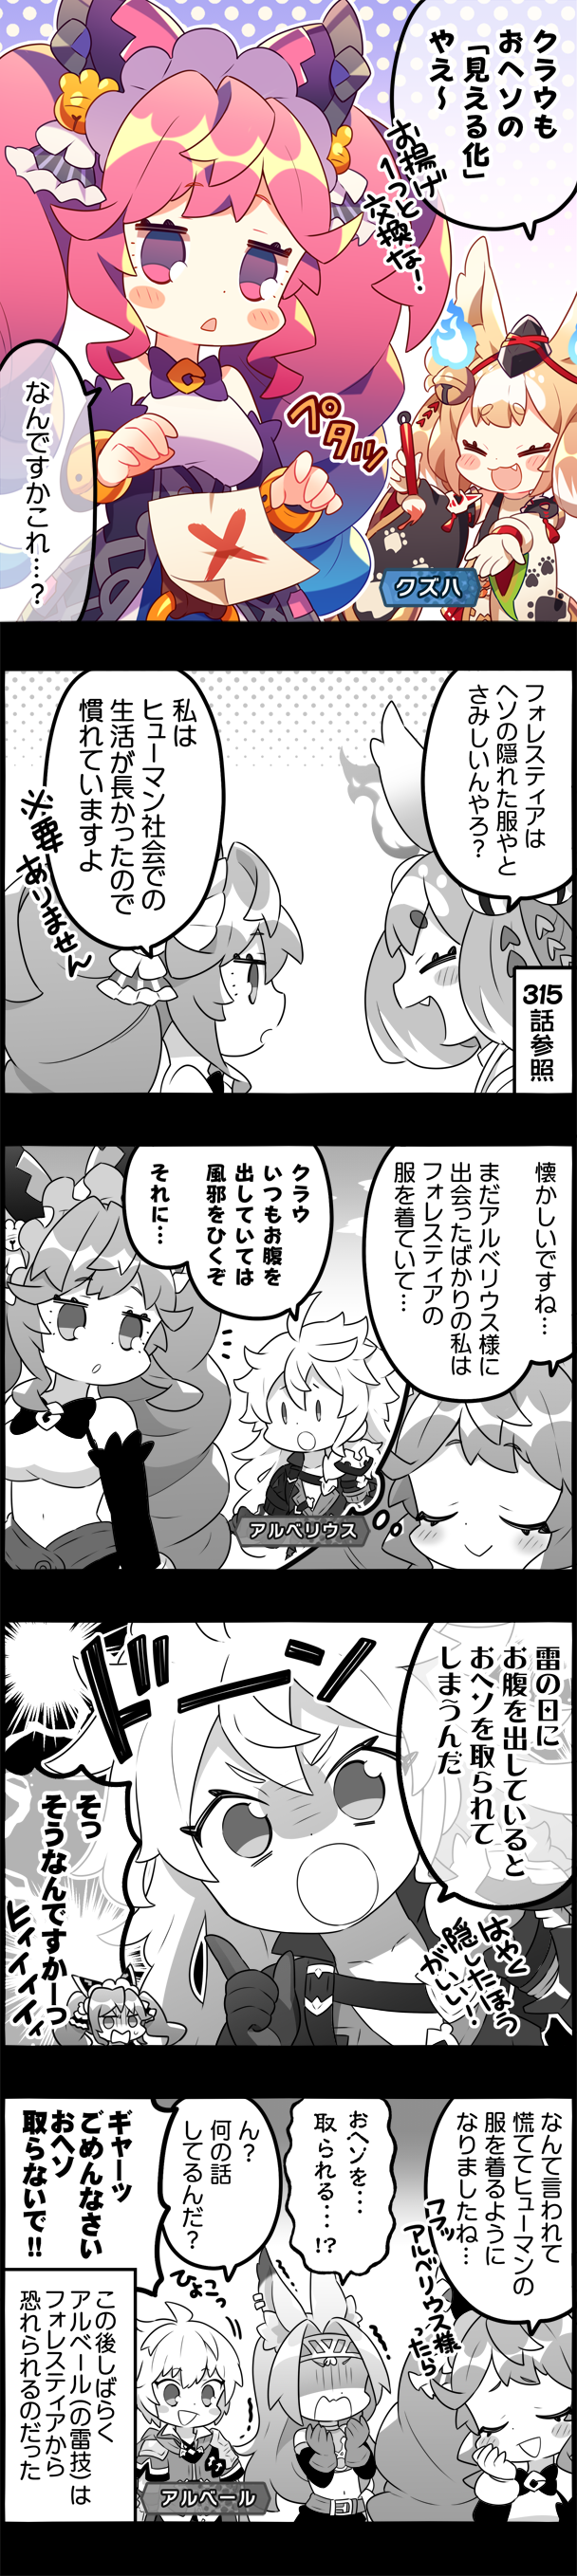 クラウも
おヘソの
「見える化」
やえ〜
お揚げ
1つと
交換な!
ペタッ
なんですかこれ…?
クズハ
フォレスティアは
ヘソの隠れた服やと
さみしいんやろ?
私は
ヒューマン社会での
生活が長かったので
慣れていますよ
※要りません
315
話参照
懐かしいですね…
まだアルベリウス様に
出会ったばかりの私は
フォレスティアの
服を着ていて…
クラウ
いつもお腹を
出していては
風邪をひくぞ
それに…
アルベリウス
雷の日に
お腹を出していると
おヘソを取られて
しまうんだ
ドーン
はやく
隠したほう
がいい!
そっ
そうなんですかーっ
ヒィィィィ
なんて言われて
慌ててヒューマンの
服を着るように
なりましたね…
フフッ
アルベリウス様
ったら
おヘソを…
取られる…!?
ん?
何の話
してるんだ?
ひょこっ
ギャーッ
ごめんなさい
おヘソ
取らないで!!
アルベール
この後しばらく
アルベール(の雷技)は
フォレスティアから
恐れられるのだった